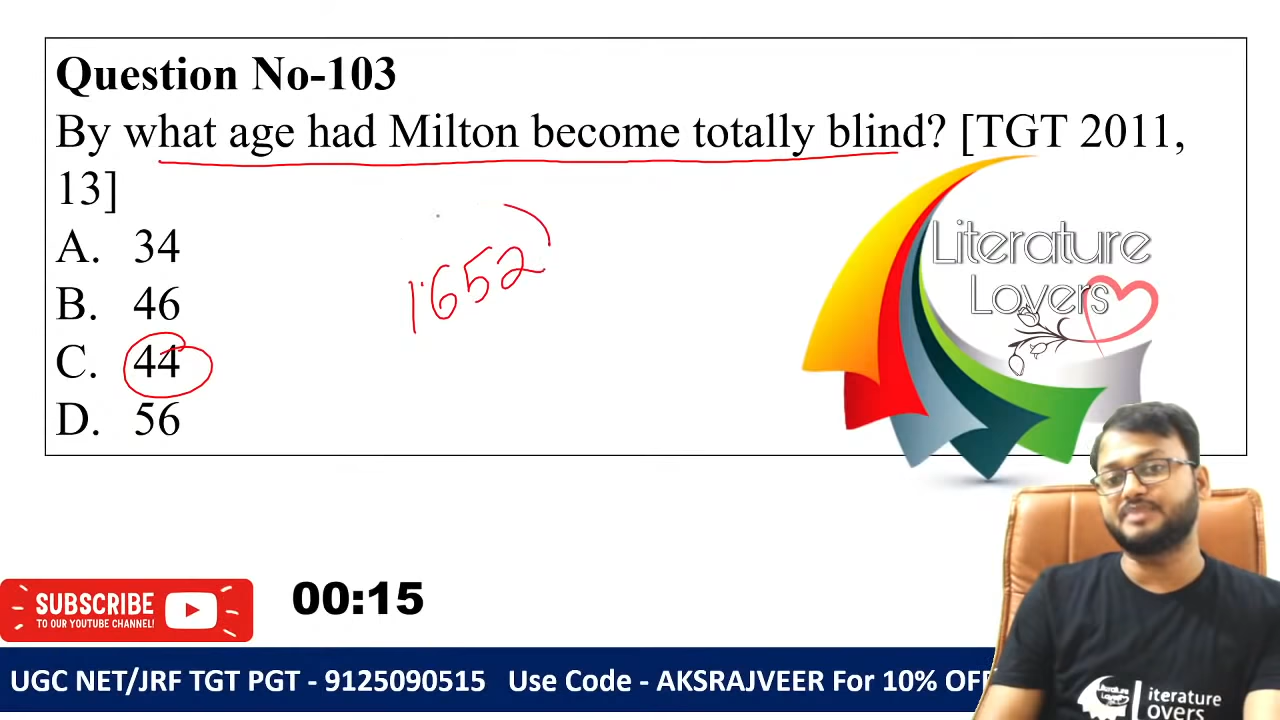 Question No-103
By what age had Milton become totally blind? [TGT 2011,
13]
A. 34
B. 46
C. 44
D. 56
1652
Literature
Lovers
SUBSCRIBE
TO OUR YOUTUBE CHANNEL!
00:15
UGC NET/JRF TGT PGT - 9125090515 Use Code - AKSRAJVEER For 10% OFF
Literature
Lovers